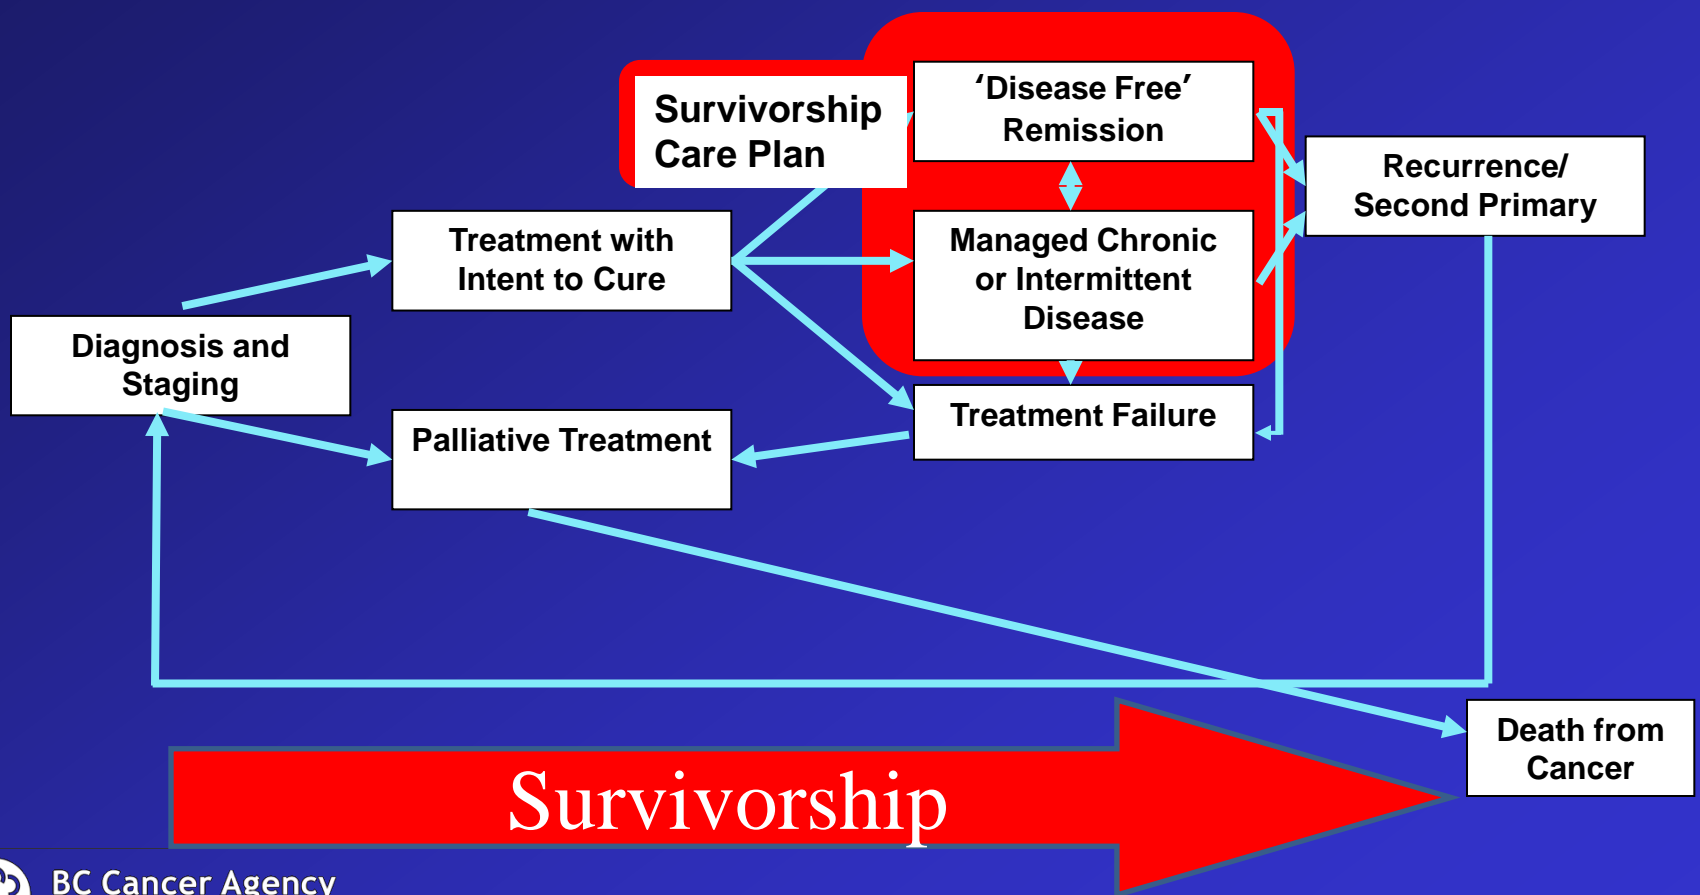 Survivorship
Care Plan
‘Disease Free’
Remission
Recurrence/
Second Primary
Treatment with
Intent to Cure
Managed Chronic
or Intermittent
Disease
Diagnosis and
Staging
Palliative Treatment
Treatment Failure
Death from
Cancer
Survivorship
BC Cancer Agency